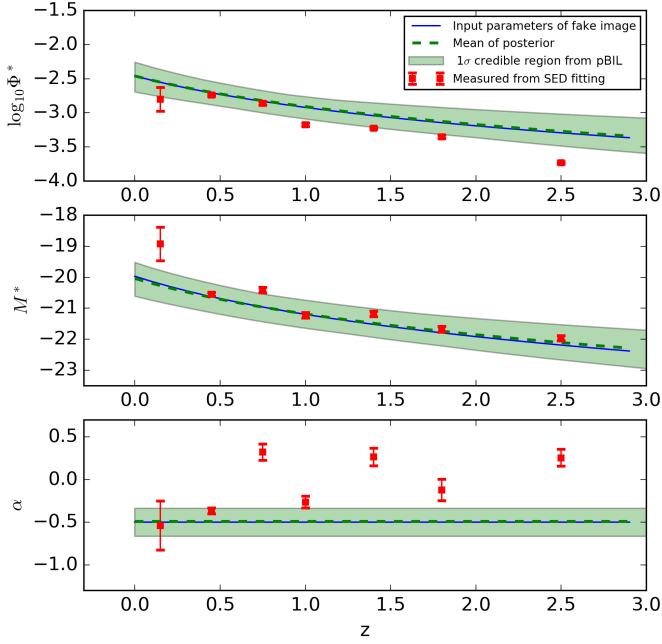 −1.5
−2.0
−2.5
−3.0
−3.5
−4.0
log₁₀Φ*
Input parameters of fake image
Mean of posterior
1σ credible region from pBIL
Measured from SED fitting
0.0 0.5 1.0 1.5 2.0 2.5 3.0
−18
−19
−20
−21
−22
−23
M*
0.0 0.5 1.0 1.5 2.0 2.5 3.0
0.5
0.0
−0.5
−1.0
α
0.0 0.5 1.0 1.5 2.0 2.5 3.0
z